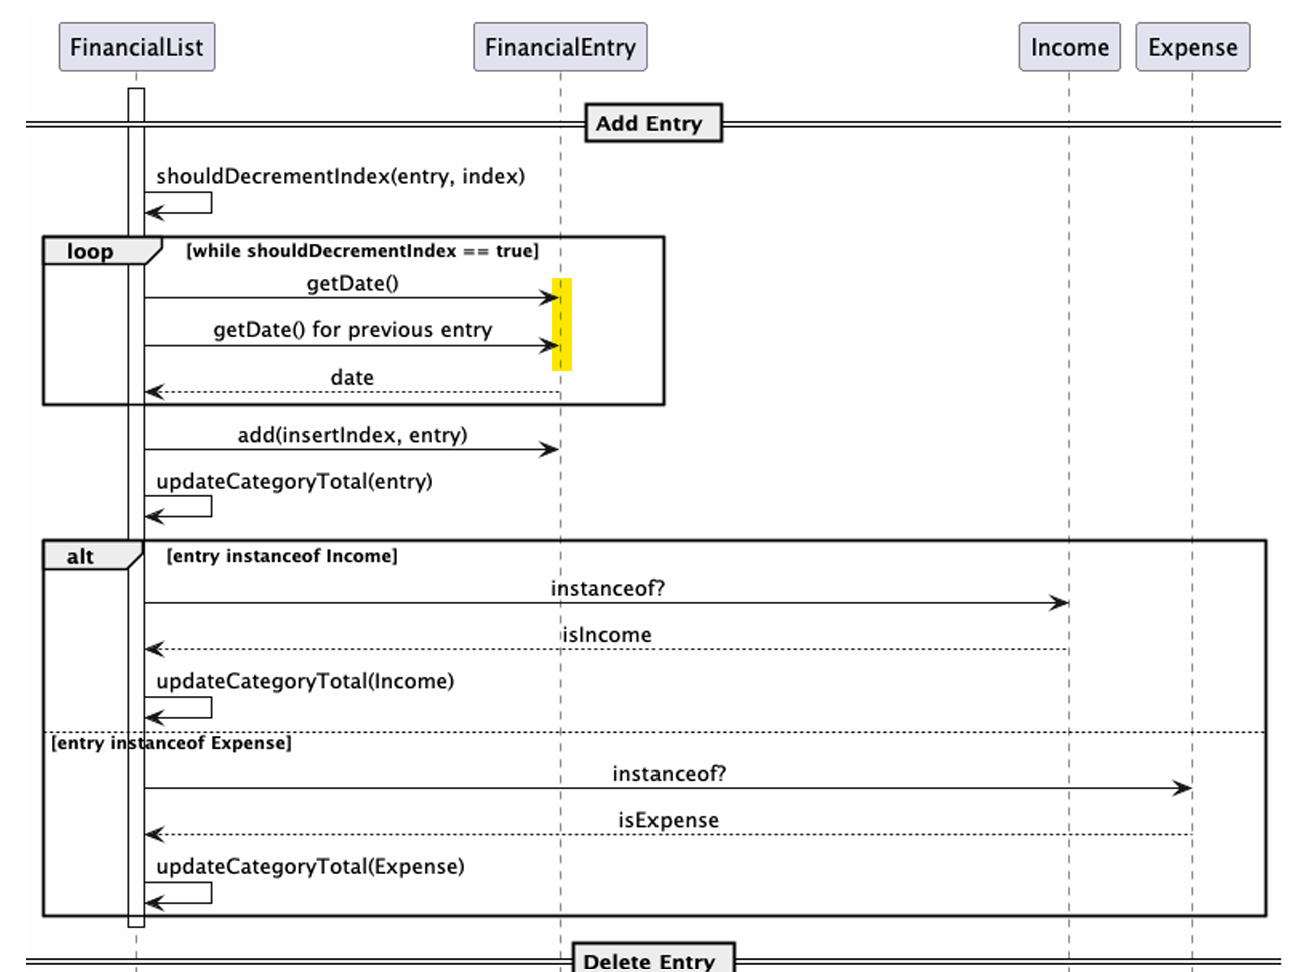 FinancialList
FinancialEntry
Income
Expense
Add Entry
shouldDecrementIndex(entry, index)
loop
[while shouldDecrementIndex == true]
getDate()
getDate() for previous entry
date
add(insertIndex, entry)
updateCategoryTotal(entry)
alt
[entry instanceof Income]
instanceof?
isIncome
updateCategoryTotal(Income)
[entry instanceof Expense]
instanceof?
isExpense
updateCategoryTotal(Expense)
Delete Entry